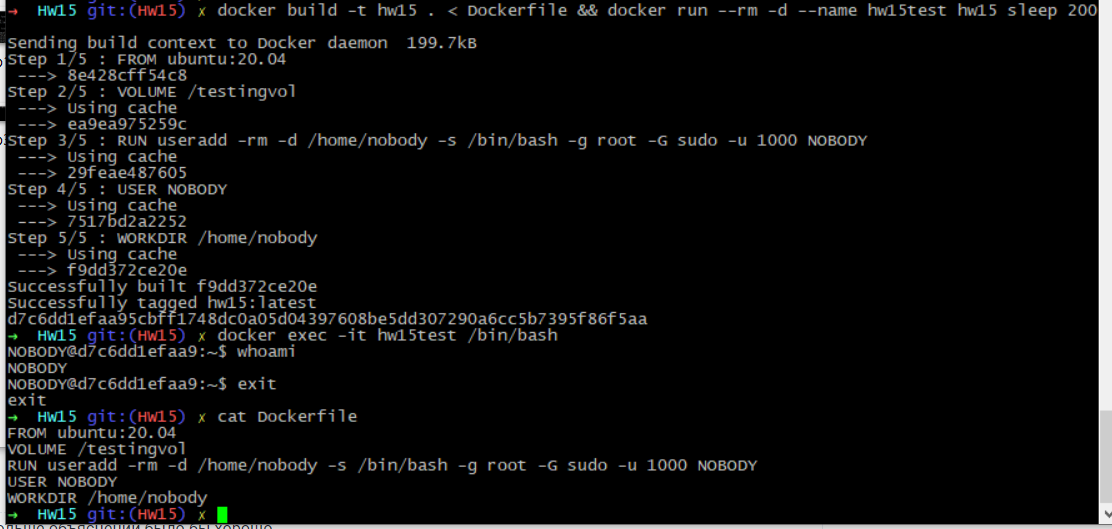 → HW15 git:(HW15) ✗ docker build -t hw15 . < Dockerfile && docker run --rm -d --name hw15test hw15 sleep 200
Sending build context to Docker daemon  199.7kB
Step 1/5 : FROM ubuntu:20.04
 ---> 8e428cff54c8
Step 2/5 : VOLUME /testingvol
 ---> Using cache
 ---> ea9ea975259c
Step 3/5 : RUN useradd -rm -d /home/nobody -s /bin/bash -g root -G sudo -u 1000 NOBODY
 ---> Using cache
 ---> 29feae487605
Step 4/5 : USER NOBODY
 ---> Using cache
 ---> 7517bd2a2252
Step 5/5 : WORKDIR /home/nobody
 ---> Using cache
 ---> f9dd372ce20e
Successfully built f9dd372ce20e
Successfully tagged hw15:latest
d7c6dd1efaa95cbff1748dc0a05d04397608be5dd307290a6cc5b7395f86f5aa
→ HW15 git:(HW15) ✗ docker exec -it hw15test /bin/bash
NOBODY@d7c6dd1efaa9:~$ whoami
NOBODY
NOBODY@d7c6dd1efaa9:~$ exit
exit
→ HW15 git:(HW15) ✗ cat Dockerfile
FROM ubuntu:20.04
VOLUME /testingvol
RUN useradd -rm -d /home/nobody -s /bin/bash -g root -G sudo -u 1000 NOBODY
USER NOBODY
WORKDIR /home/nobody
→ HW15 git:(HW15) ✗